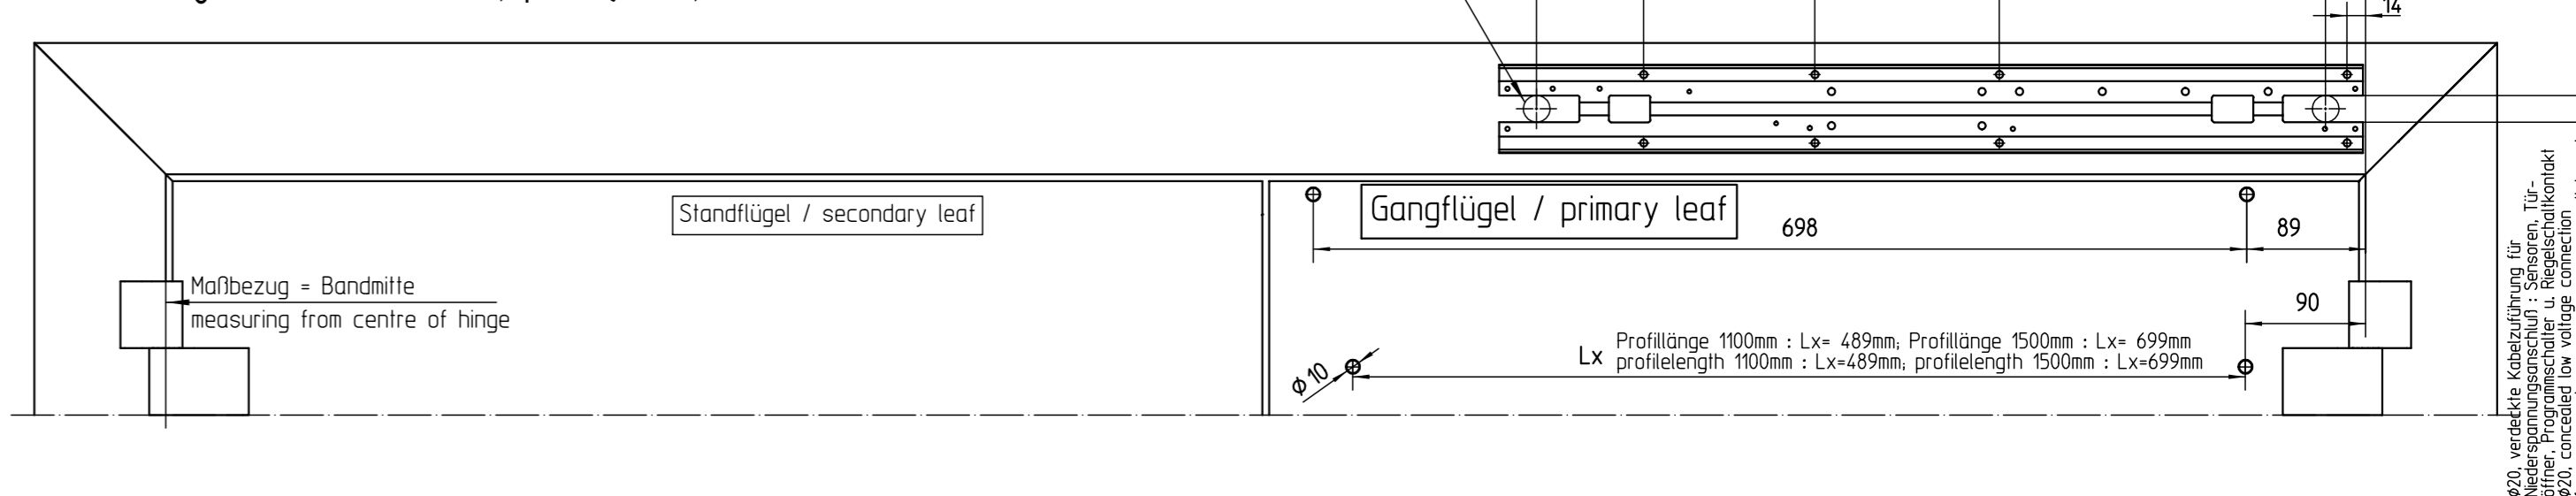 14
Standflügel / secondary leaf
Gangflügel / primary leaf
698
89
Maßbezug = Bandmitte
measuring from centre of hinge
90
Lx
Profillänge 1100mm : Lx= 489mm; Profillänge 1500mm : Lx= 699mm
profilelength 1100mm : Lx=489mm; profilelength 1500mm : Lx=699mm
Ø 10
Ø20, verdeckte Kabelzuführung für
Niederspannungsanschluß : Sensoren, Tür-
öffner, Programmschalter u. Riegelschaltkontakt
Ø20, concealed low voltage connection